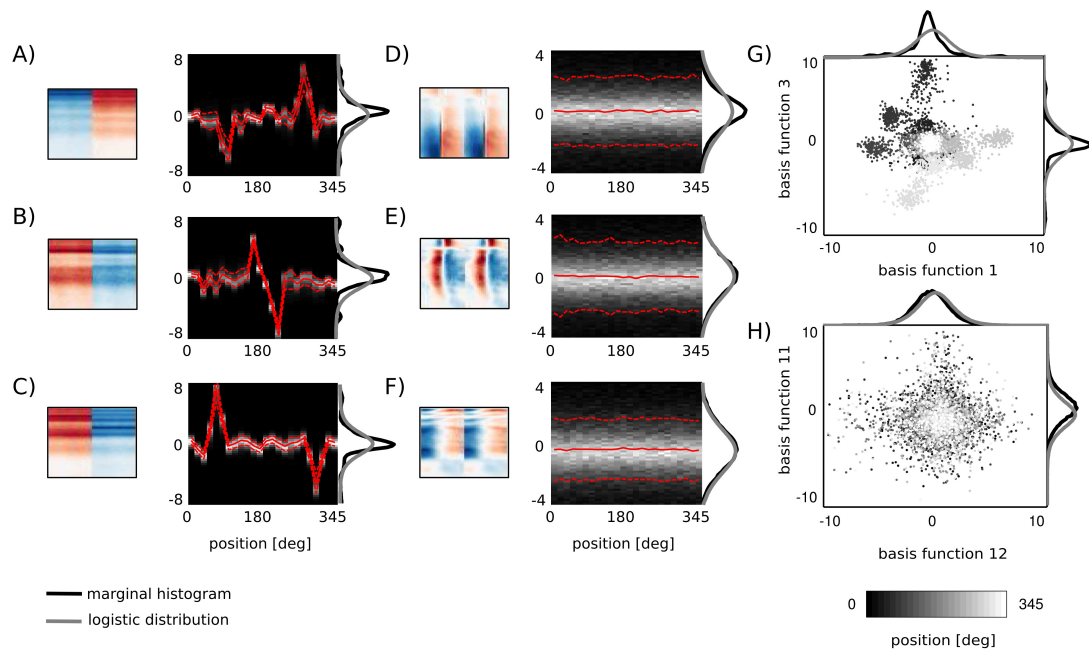 A)
8
0
-8
0 180 345
B)
8
0
-8
0 180 345
C)
8
0
-8
0 180 345
position [deg]
D)
4
0
-4
0 180 345
E)
4
0
-4
0 180 345
F)
4
0
-4
0 180 345
position [deg]
G)
basis function 3
10
0
-10
-10 0 10
basis function 1
H)
basis function 11
10
0
-10
-10 0 10
basis function 12
marginal histogram
logistic distribution
0 345
position [deg]